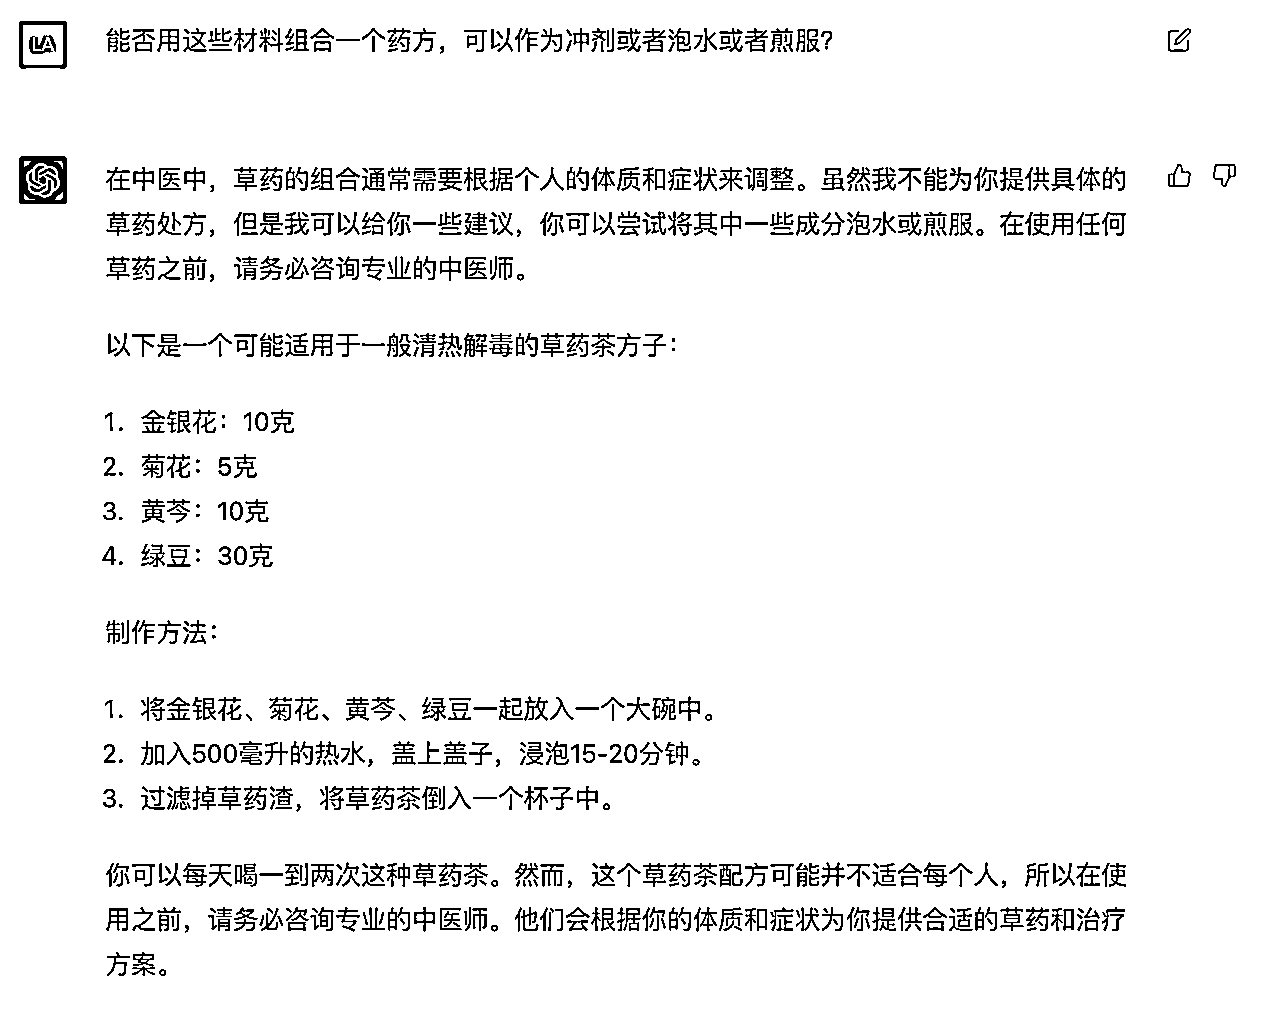 LA
能否用这些材料组合一个药方，可以作为冲剂或者泡水或者煎服？
在中医中，草药的组合通常需要根据个人的体质和症状来调整。虽然我不能为你提供具体的
草药处方，但是我可以给你一些建议，你可以尝试将其中一些成分泡水或煎服。在使用任何
草药之前，请务必咨询专业的中医师。
以下是一个可能适用于一般清热解毒的草药茶方子：
1. 金银花：10克
2. 菊花：5克
3. 黄芩：10克
4. 绿豆：30克
制作方法：
1. 将金银花、菊花、黄芩、绿豆一起放入一个大碗中。
2. 加入500毫升的热水，盖上盖子，浸泡15-20分钟。
3. 过滤掉草药渣，将草药茶倒入一个杯子中。
你可以每天喝一到两次这种草药茶。然而，这个草药茶配方可能并不适合每个人，所以在使
用之前，请务必咨询专业的中医师。他们会根据你的体质和症状为你提供合适的草药和治疗
方案。